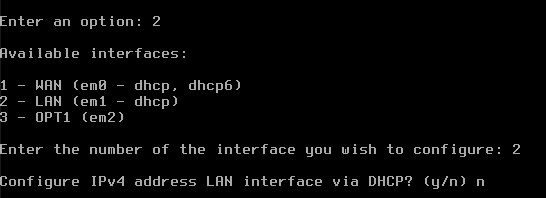 Enter an option: 2
Available interfaces:
1 - WAN (em0 - dhcp, dhcp6)
2 - LAN (em1 - dhcp)
3 - OPT1 (em2)
Enter the number of the interface you wish to configure: 2
Configure IPv4 address LAN interface via DHCP? (y/n) n